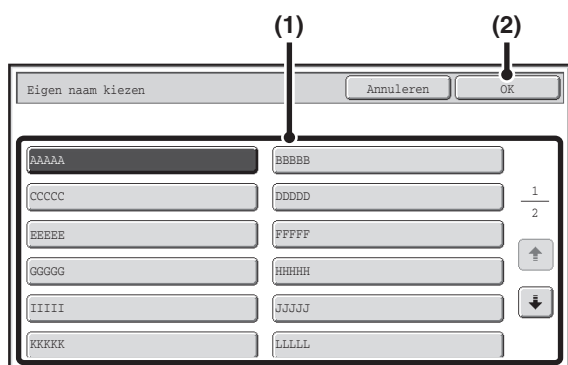 (1) (2)
Eigen naam kiezen Annuleren OK
AAAAA BBBBB
CCCCC DDDDD
1
2
EEEEE FFFFF
GGGGG HHHHH
IIIII JJJJJ
KKKKK LLLLL